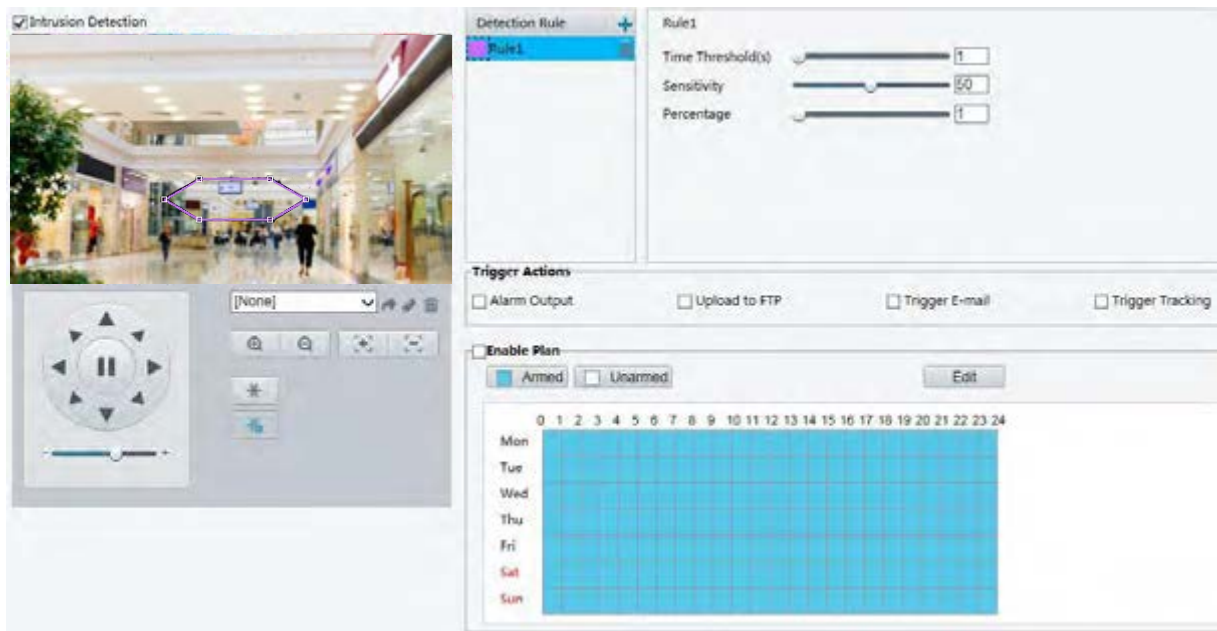 Intrusion Detection
Detection Rule
Rule1
Rule1
Time Threshold(s) 1
Sensitivity 50
Percentage 1
Trigger Actions
Alarm Output Upload to FTP Trigger E-mail Trigger Tracking
[None]
Enable Plan
Armed Unarmed Edit
0 1 2 3 4 5 6 7 8 9 10 11 12 13 14 15 16 17 18 19 20 21 22 23 24
Mon
Tue
Wed
Thu
Fri
Sat
Sun